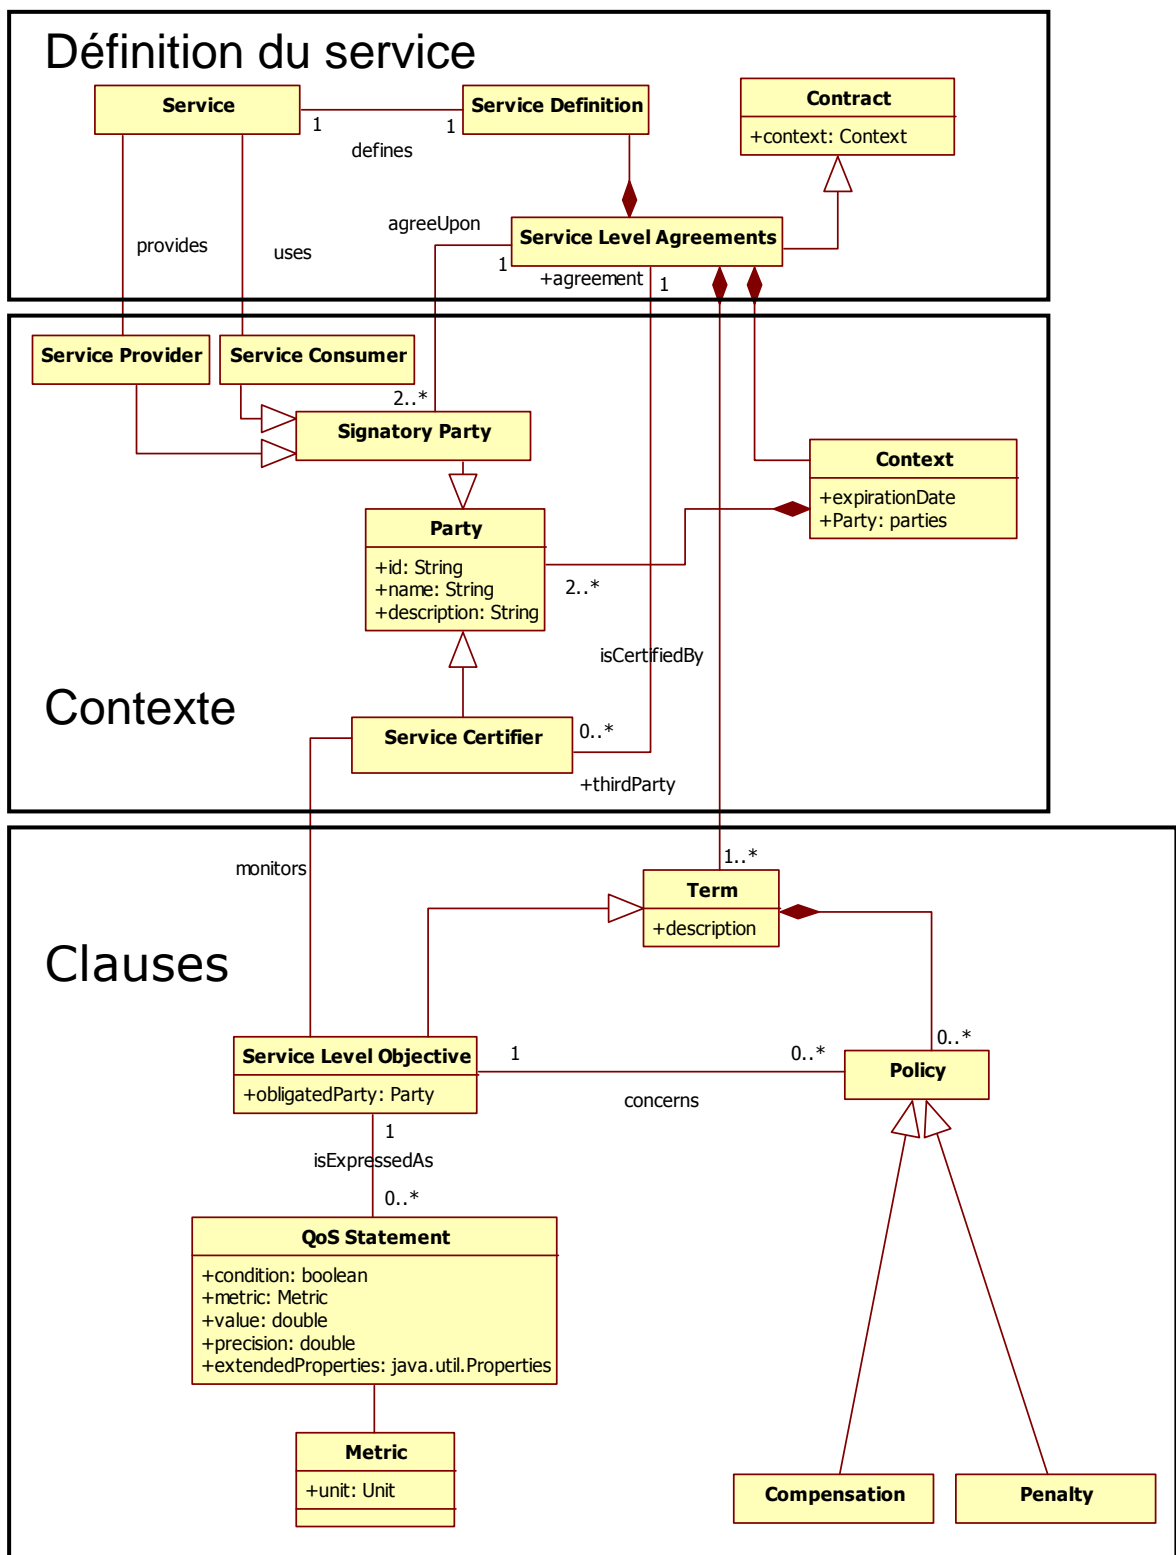 Définition du service
Service
Service Definition
Contract
+context: Context
1
1
defines
agreeUpon
Service Level Agreements
provides
uses
1
+agreement
1
Service Provider
Service Consumer
2..*
Signatory Party
Context
+expirationDate
+Party: parties
Party
+id: String
+name: String
+description: String
2..*
isCertifiedBy
Contexte
Service Certifier
0..*
+thirdParty
monitors
1..*
Term
+description
Clauses
Service Level Objective
+obligatedParty: Party
1
0..*
0..*
Policy
concerns
1
isExpressedAs
0..*
QoS Statement
+condition: boolean
+metric: Metric
+value: double
+precision: double
+extendedProperties: java.util.Properties
Metric
+unit: Unit
Compensation
Penalty